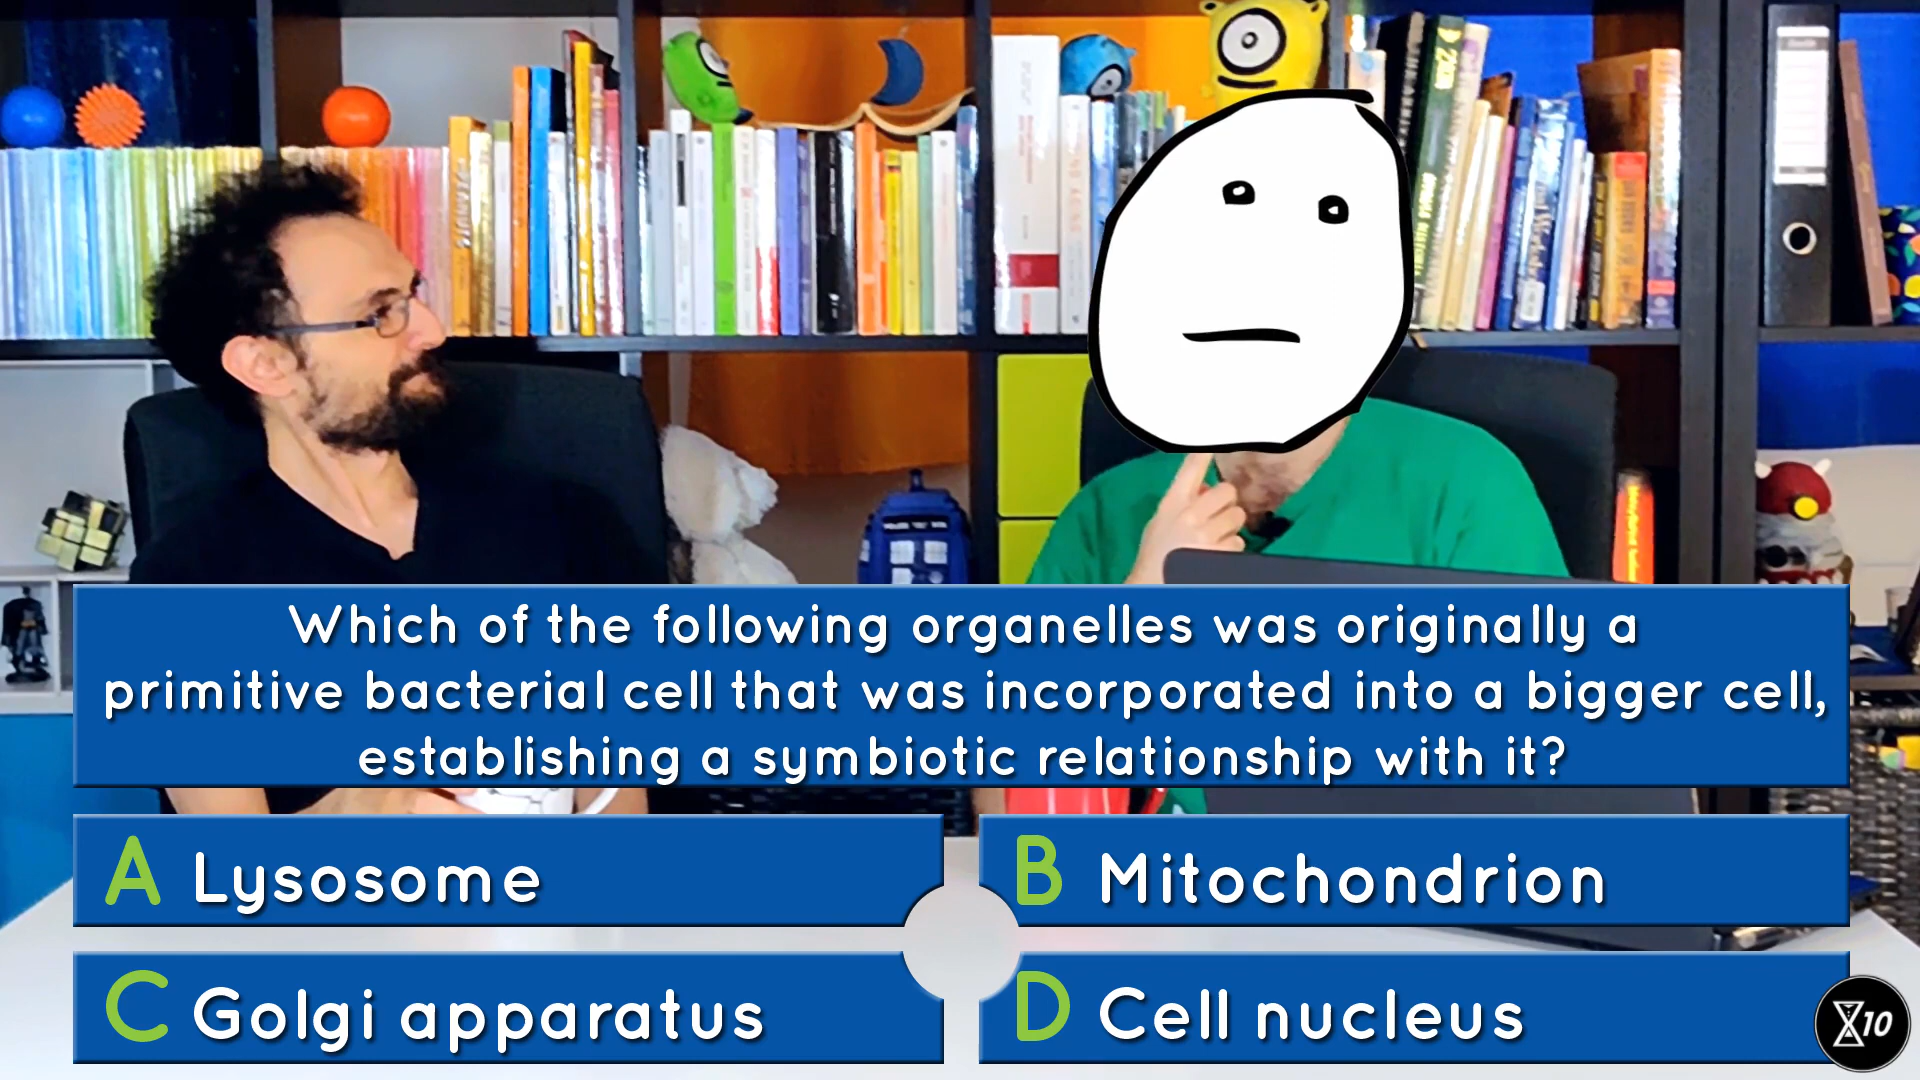 Which of the following organelles was originally a
primitive bacterial cell that was incorporated into a bigger cell,
establishing a symbiotic relationship with it?
A Lysosome
B Mitochondrion
C Golgi apparatus
D Cell nucleus
10